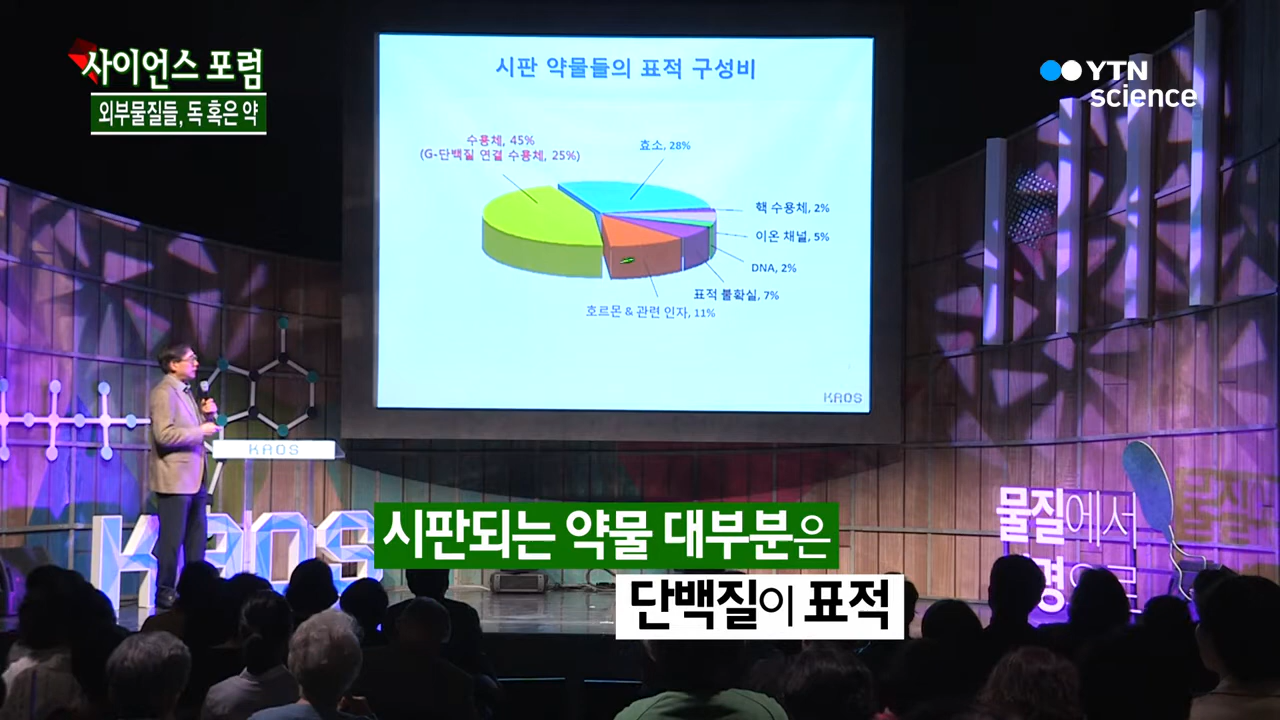 사이언스 포럼
외부물질들, 독 혹은 약
YTN
science
시판 약물들의 표적 구성비
수용체, 45%
(G-단백질 연결 수용체, 25%)
효소, 28%
핵 수용체, 2%
이온 채널, 5%
DNA, 2%
표적 불확실, 7%
호르몬 & 관련 인자, 11%
KAOS
KAOS
KAOS
물질에서
시판되는 약물 대부분은
단백질이 표적